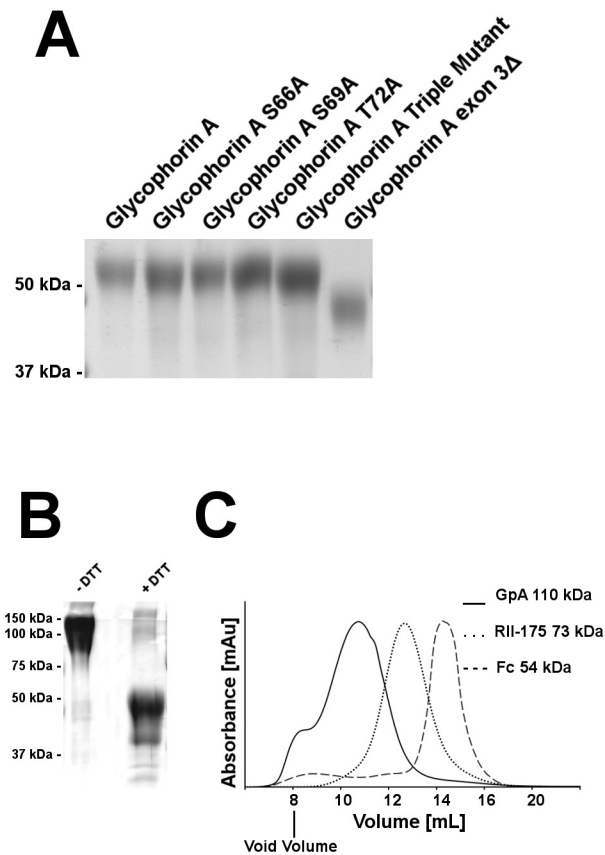 A
Glycophorin A
Glycophorin A S66A
Glycophorin A S69A
Glycophorin A T72A
Glycophorin A Triple Mutant
Glycophorin A exon 3Δ
50 kDa -
37 kDa -
B
- DTT
+ DTT
150 kDa -
100 kDa -
75 kDa -
50 kDa -
37 kDa -
C
GpA 110 kDa
RII-175 73 kDa
Fc 54 kDa
Absorbance [mAu]
8 10 12 14 16 20
Volume [mL]
Void Volume